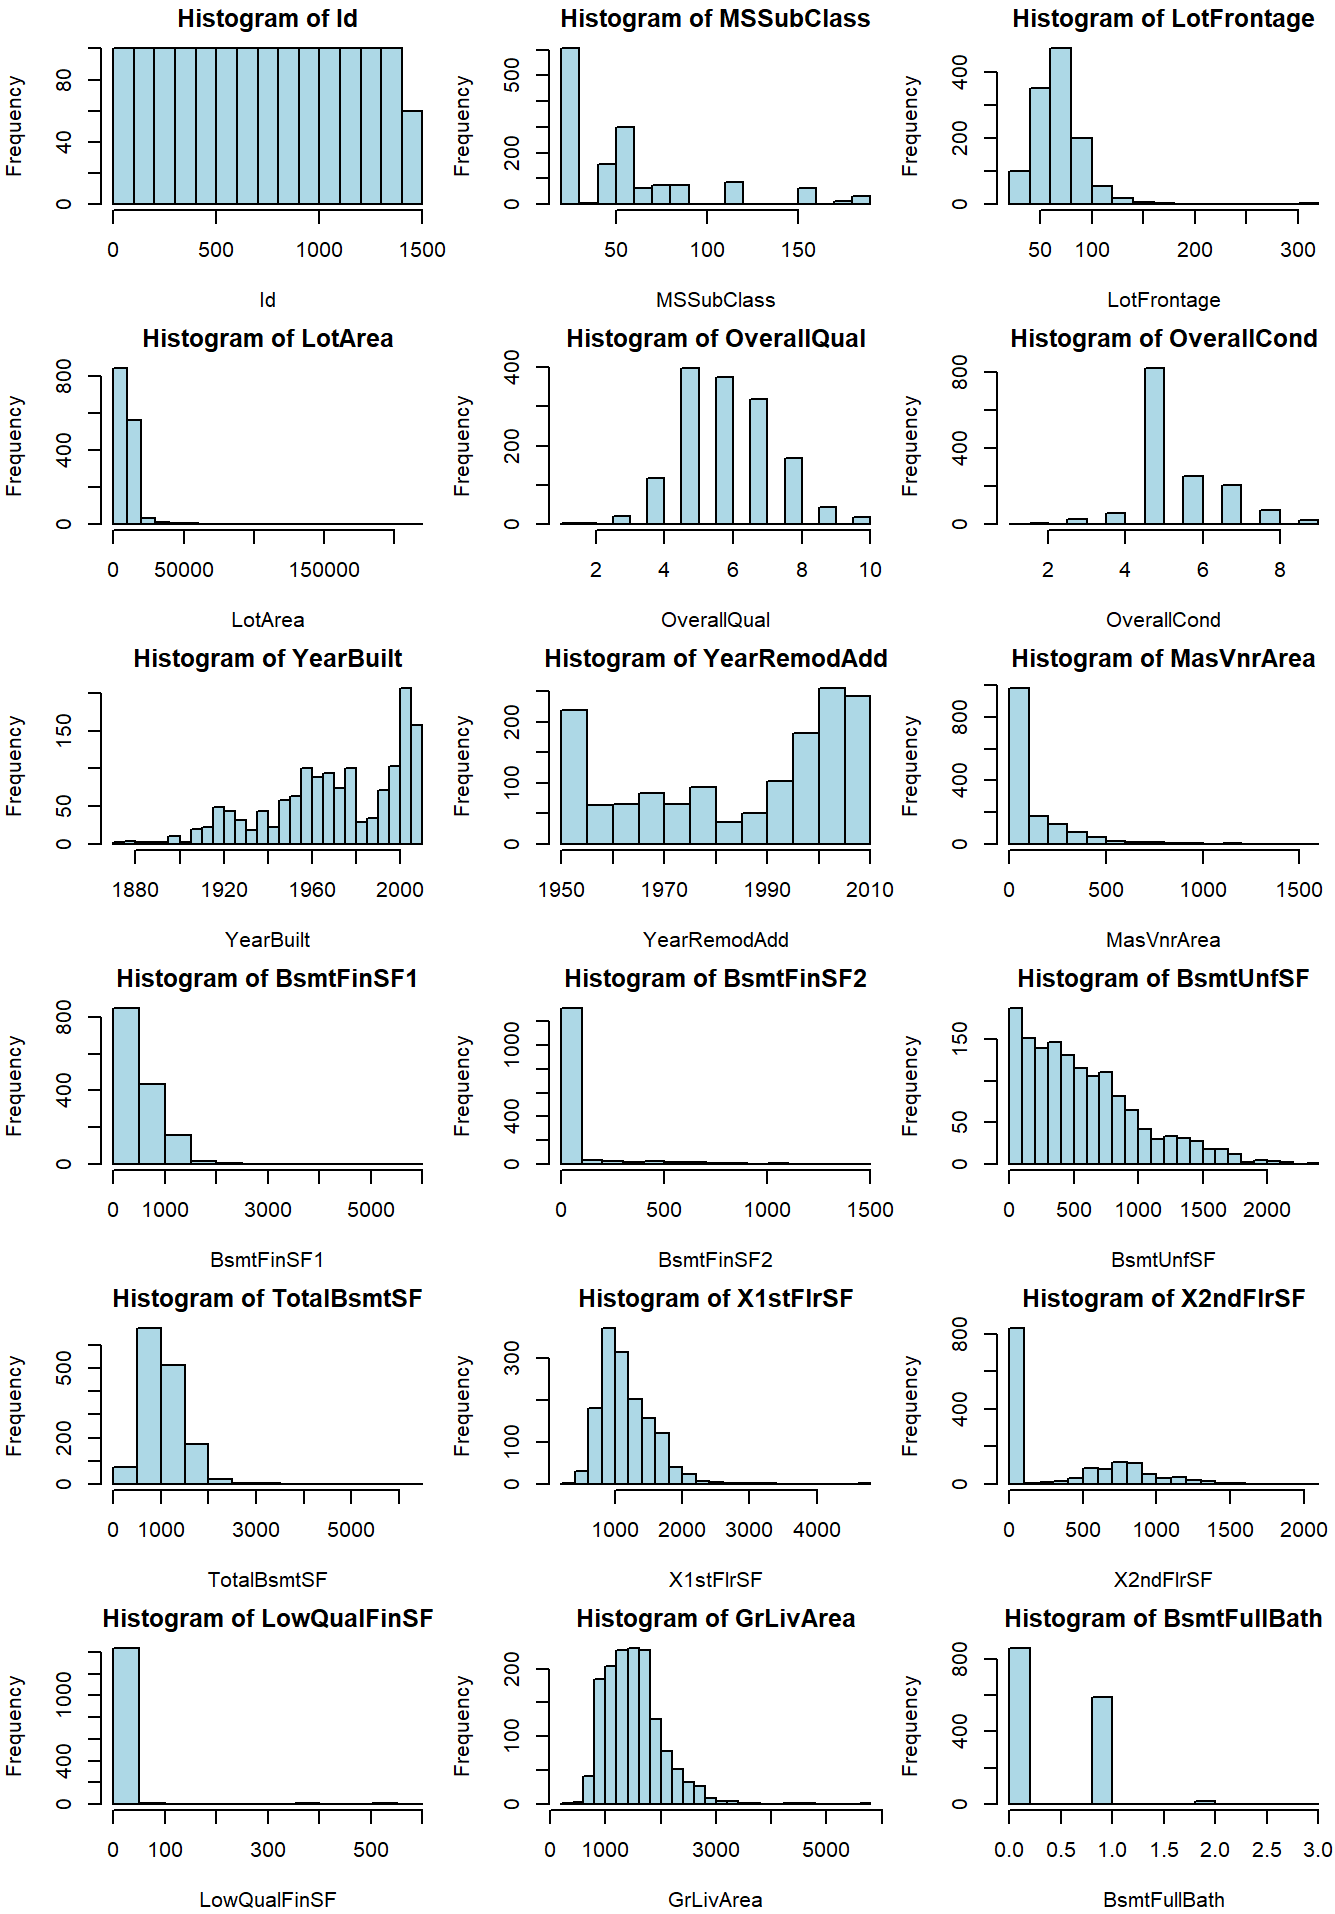 Histogram of Id
Frequency
0 40 80
0 500 1000 1500
Id
Histogram of MSSubClass
Frequency
0 200 500
50 100 150
MSSubClass
Histogram of LotFrontage
Frequency
0 200 400
50 100 200 300
LotFrontage
Histogram of LotArea
Frequency
0 400 800
0 50000 150000
LotArea
Histogram of OverallQual
Frequency
0 200 400
2 4 6 8 10
OverallQual
Histogram of OverallCond
Frequency
0 400 800
2 4 6 8
OverallCond
Histogram of YearBuilt
Frequency
0 50 150
1880 1920 1960 2000
YearBuilt
Histogram of YearRemodAdd
Frequency
0 100 200
1950 1970 1990 2010
YearRemodAdd
Histogram of MasVnrArea
Frequency
0 400 800
0 500 1000 1500
MasVnrArea
Histogram of BsmtFinSF1
Frequency
0 400 800
0 1000 3000 5000
BsmtFinSF1
Histogram of BsmtFinSF2
Frequency
0 400 1000
0 500 1000 1500
BsmtFinSF2
Histogram of BsmtUnfSF
Frequency
0 50 150
0 500 1000 1500 2000
BsmtUnfSF
Histogram of TotalBsmtSF
Frequency
0 200 500
0 1000 3000 5000
TotalBsmtSF
Histogram of X1stFlrSF
Frequency
0 100 300
1000 2000 3000 4000
X1stFlrSF
Histogram of X2ndFlrSF
Frequency
0 400 800
0 500 1000 1500 2000
X2ndFlrSF
Histogram of LowQualFinSF
Frequency
0 400 1000
0 100 300 500
LowQualFinSF
Histogram of GrLivArea
Frequency
0 100 200
0 1000 3000 5000
GrLivArea
Histogram of BsmtFullBath
Frequency
0 400 800
0.0 0.5 1.0 1.5 2.0 2.5 3.0
BsmtFullBath